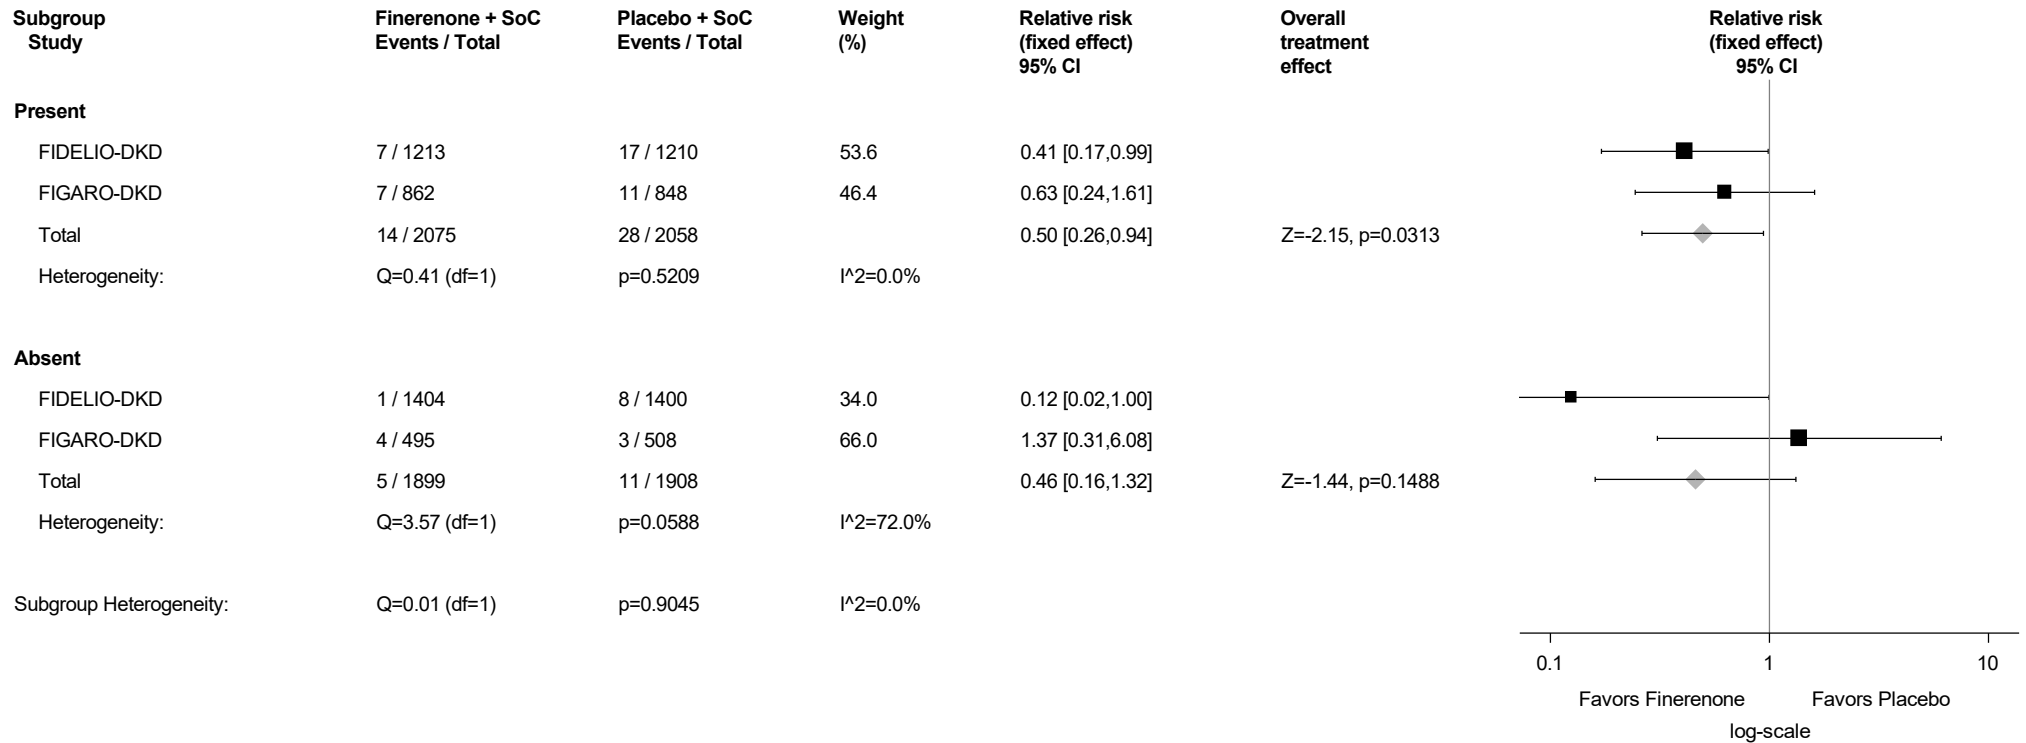 Subgroup Finerenone + SoC Placebo + SoC Weight Relative risk Overall Relative risk
Study Events / Total Events / Total (%) (fixed effect) treatment (fixed effect)
95% CI effect 95% CI
Present
FIDELIO-DKD 7 / 1213 17 / 1210 53.6 0.41 [0.17,0.99]
FIGARO-DKD 7 / 862 11 / 848 46.4 0.63 [0.24,1.61]
Total 14 / 2075 28 / 2058 0.50 [0.26,0.94] Z=-2.15, p=0.0313
Heterogeneity: Q=0.41 (df=1) p=0.5209 I^2=0.0%
Absent
FIDELIO-DKD 1 / 1404 8 / 1400 34.0 0.12 [0.02,1.00]
FIGARO-DKD 4 / 495 3 / 508 66.0 1.37 [0.31,6.08]
Total 5 / 1899 11 / 1908 0.46 [0.16,1.32] Z=-1.44, p=0.1488
Heterogeneity: Q=3.57 (df=1) p=0.0588 I^2=72.0%
Subgroup Heterogeneity: Q=0.01 (df=1) p=0.9045 I^2=0.0%
0.1 1 10
Favors Finerenone Favors Placebo
log-scale